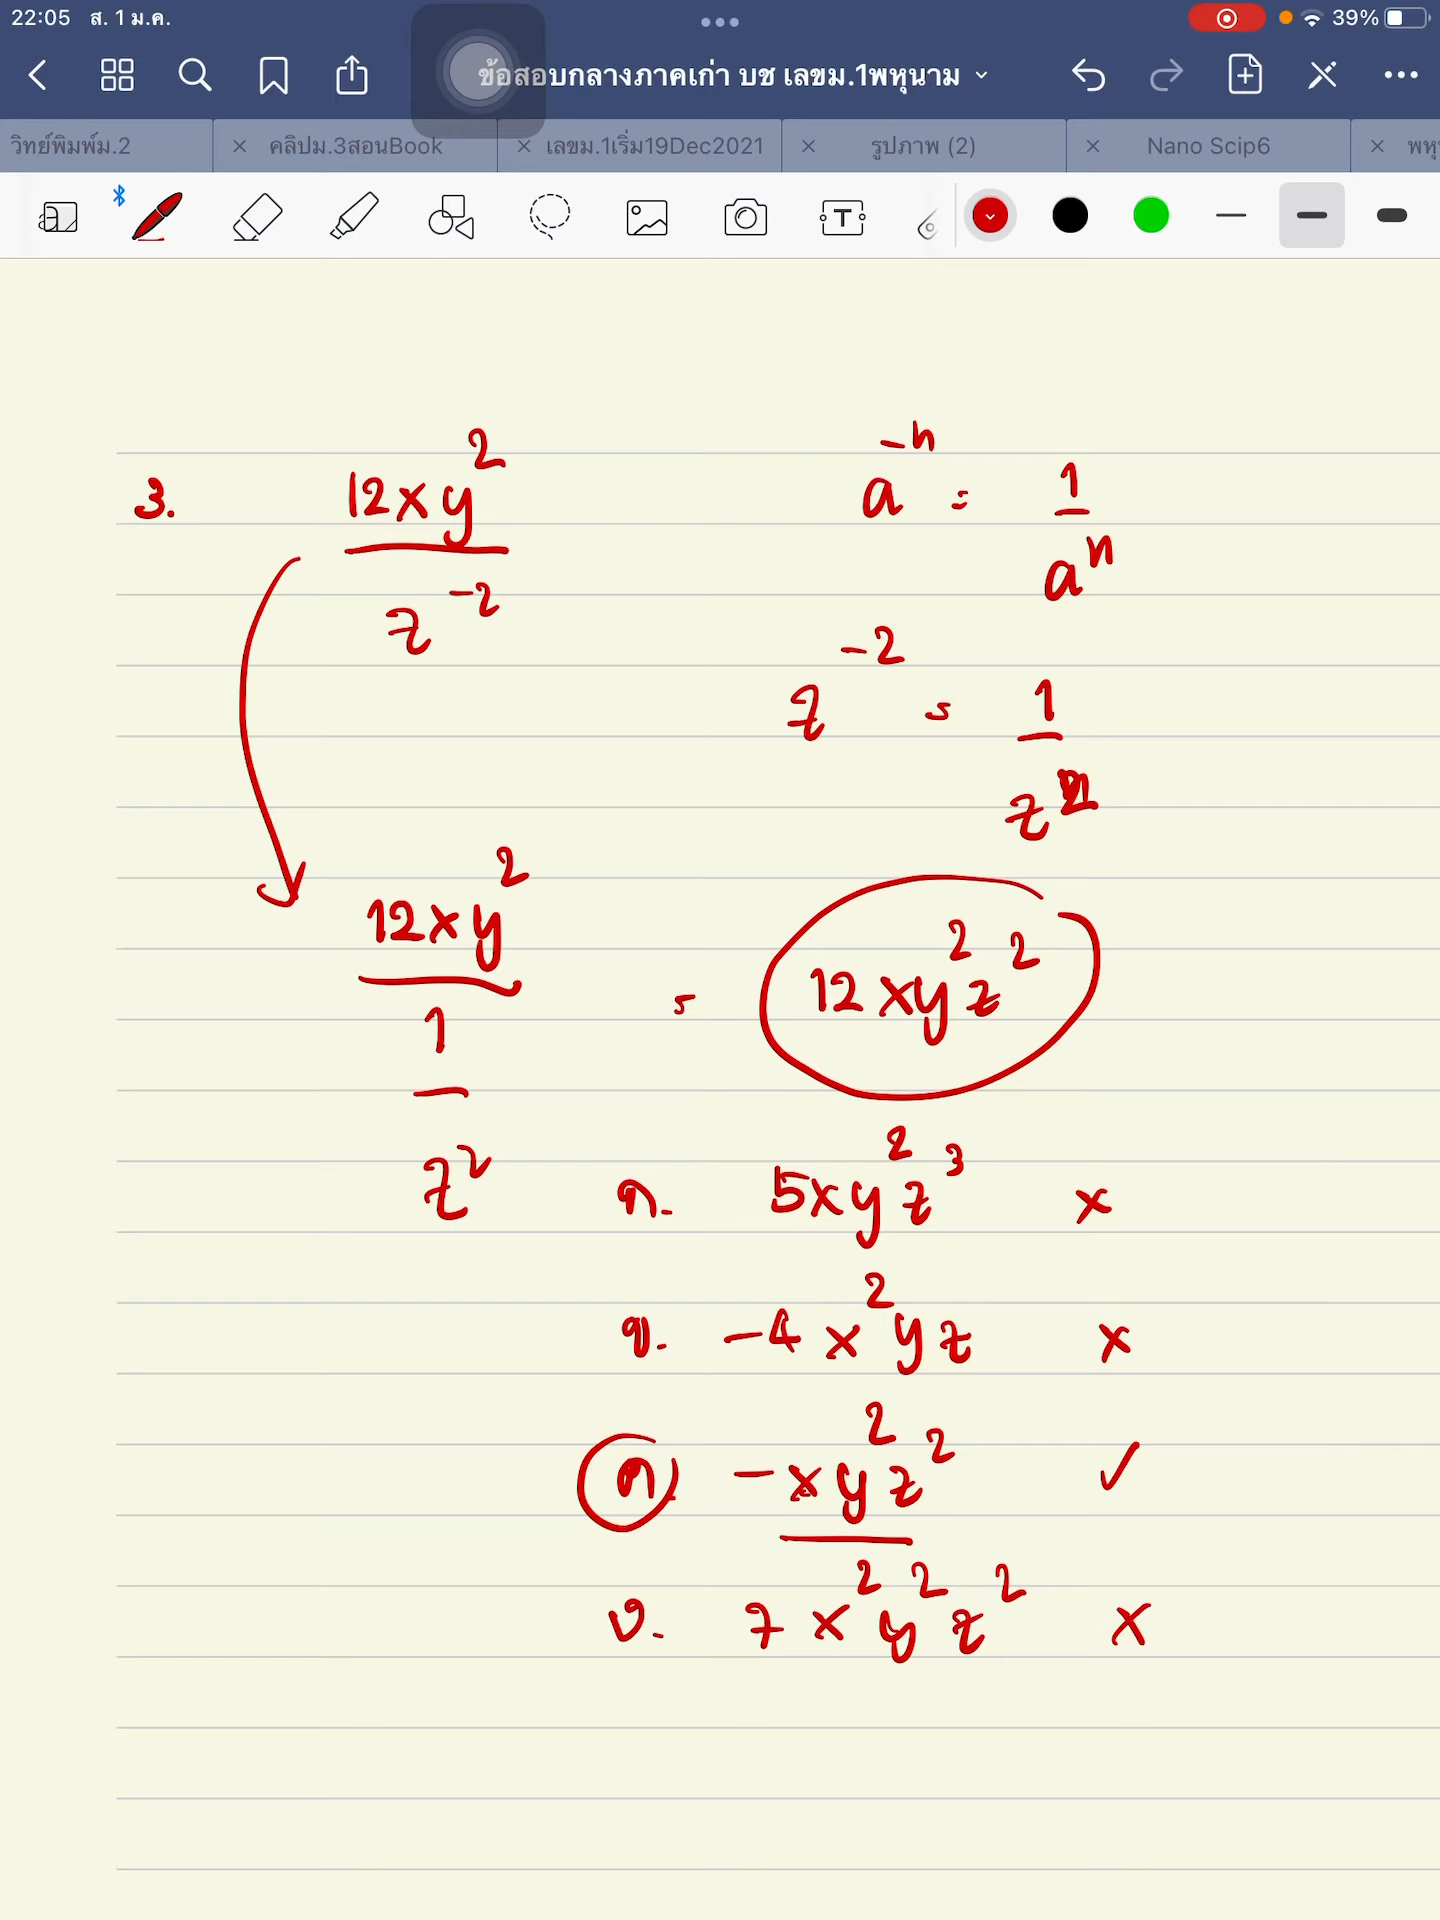 22:05 ส. 1 ม.ค. 39%
ข้อสอบกลางภาคเก่า บช เลขม.1พหุนาม
วิทย์พิมพ์ม.2 × คลิปม.3สอนBook × เลขม.1เริ่ม19Dec2021 × รูปภาพ (2) × Nano Scip6 × พหุ
3. 12xy² / z⁻²
a⁻ⁿ = 1 / aⁿ
z⁻² = 1 / z²
12xy² / (1 / z²) = 12xy²z²
ก. 5xy²z³ ×
ข. -4x²yz ×
ค. -xy²z² ✓
ง. 7x²y²z² ×